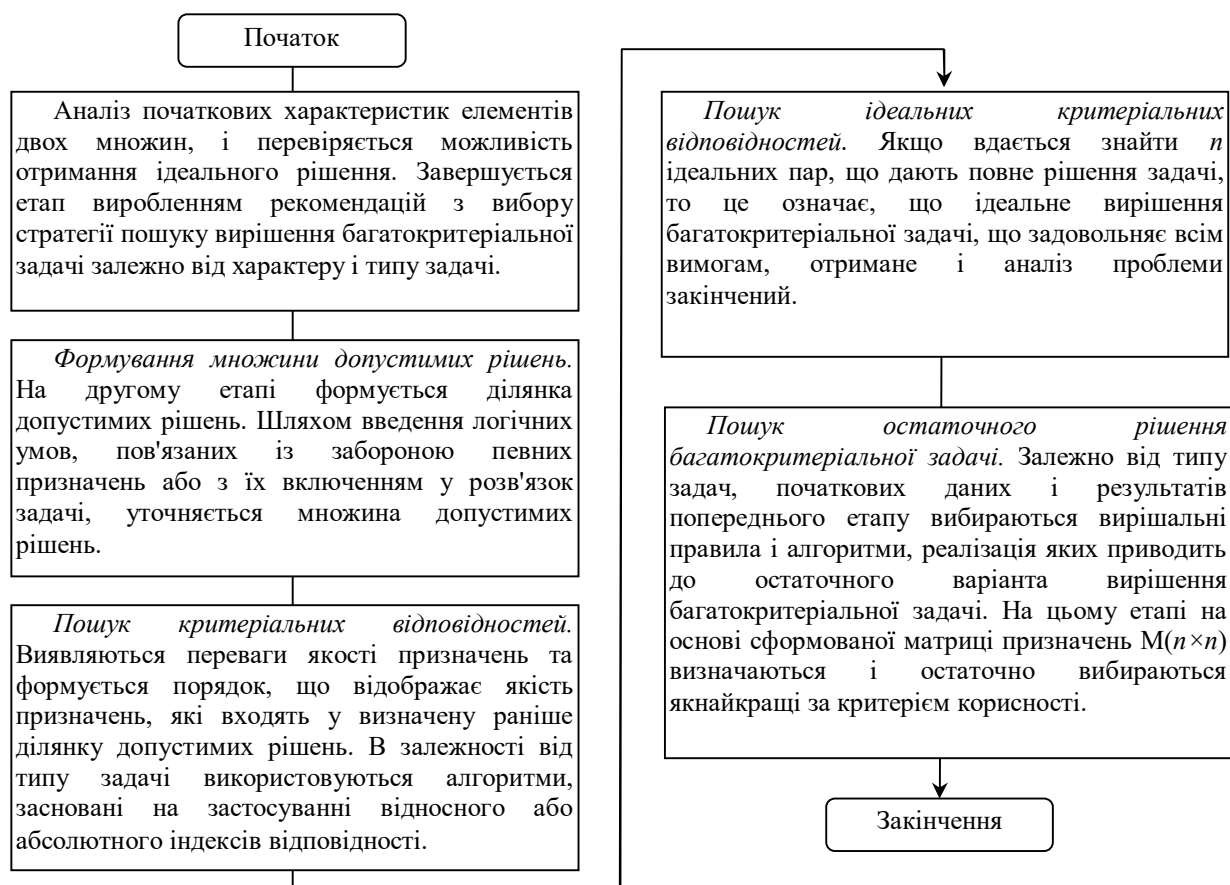 Початок
Аналіз початкових характеристик елементів
двох множин, і перевіряється можливість
отримання ідеального рішення. Завершується
етап виробленням рекомендацій з вибору
стратегії пошуку вирішення багатокритеріальної
задачі залежно від характеру і типу задачі.
Формування множини допустимих рішень.
На другому етапі формується ділянка
допустимих рішень. Шляхом введення логічних
умов, пов'язаних із забороною певних
призначень або з їх включенням у розв'язок
задачі, уточняється множина допустимих
рішень.
Пошук критеріальних відповідностей.
Виявляються переваги якості призначень та
формується порядок, що відображає якість
призначень, які входять у визначену раніше
ділянку допустимих рішень. В залежності від
типу задачі використовуються алгоритми,
засновані на застосуванні відносного або
абсолютного індексів відповідності.
Пошук ідеальних критеріальних
відповідностей. Якщо вдається знайти n
ідеальних пар, що дають повне рішення задачі,
то це означає, що ідеальне вирішення
багатокритеріальної задачі, що задовольняє всім
вимогам, отримане і аналіз проблеми
закінчений.
Пошук остаточного рішення
багатокритеріальної задачі. Залежно від типу
задач, початкових даних і результатів
попереднього етапу вибираються вирішальні
правила і алгоритми, реалізація яких приводить
до остаточного варіанта вирішення
багатокритеріальної задачі. На цьому етапі на
основі сформованої матриці призначень М(n×n)
визначаються і остаточно вибираються
якнайкращі за критерієм корисності.
Закінчення